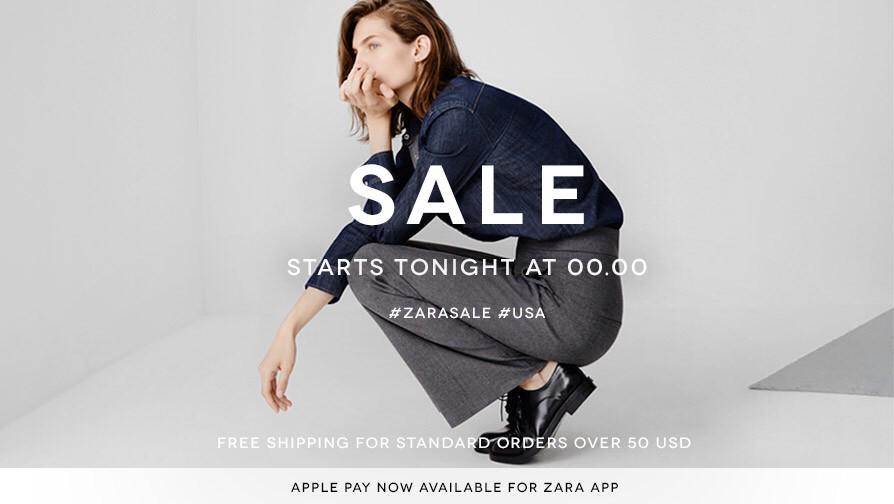 SALE
STARTS TONIGHT AT 00.00
#ZARASALE #USA
FREE SHIPPING FOR STANDARD ORDERS OVER 50 USD
APPLE PAY NOW AVAILABLE FOR ZARA APP